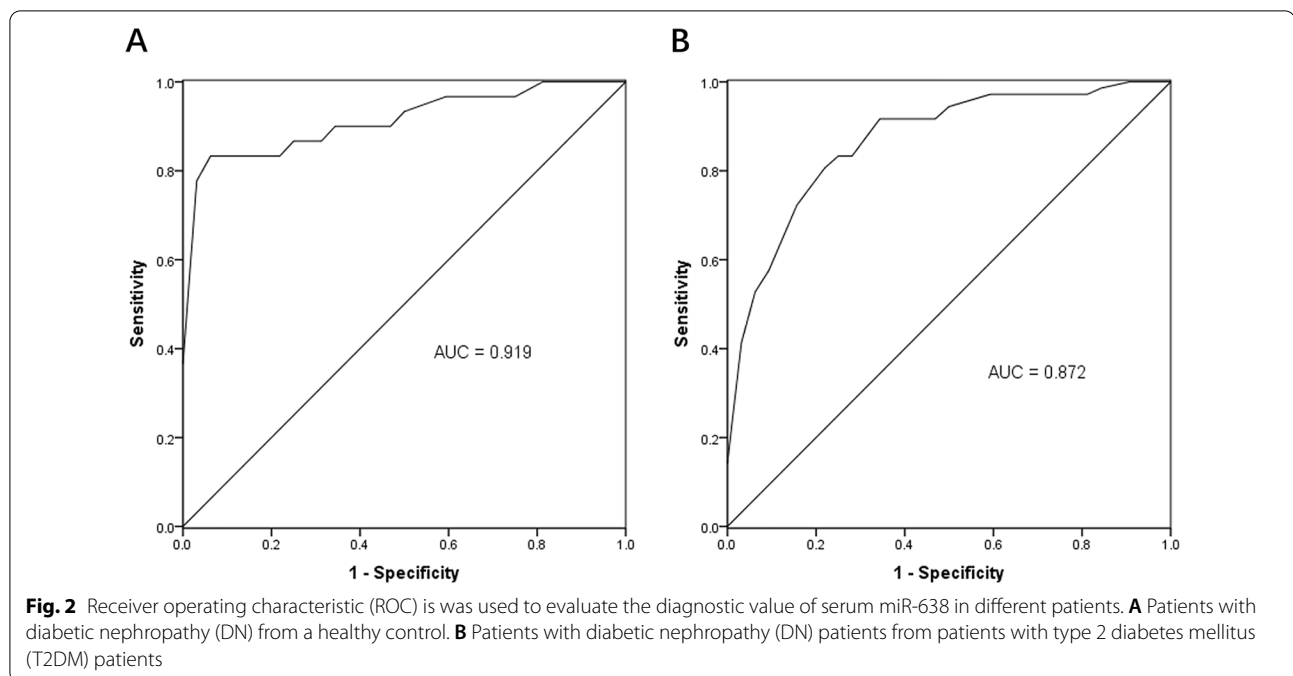 A
B
1.0
0.8
0.6
0.4
0.2
0.0
Sensitivity
AUC = 0.919
0.0 0.2 0.4 0.6 0.8 1.0
1 - Specificity
1.0
0.8
0.6
0.4
0.2
0.0
Sensitivity
AUC = 0.872
0.0 0.2 0.4 0.6 0.8 1.0
1 - Specificity
Fig. 2 Receiver operating characteristic (ROC) is was used to evaluate the diagnostic value of serum miR-638 in different patients. A Patients with
diabetic nephropathy (DN) from a healthy control. B Patients with diabetic nephropathy (DN) patients from patients with type 2 diabetes mellitus
(T2DM) patients